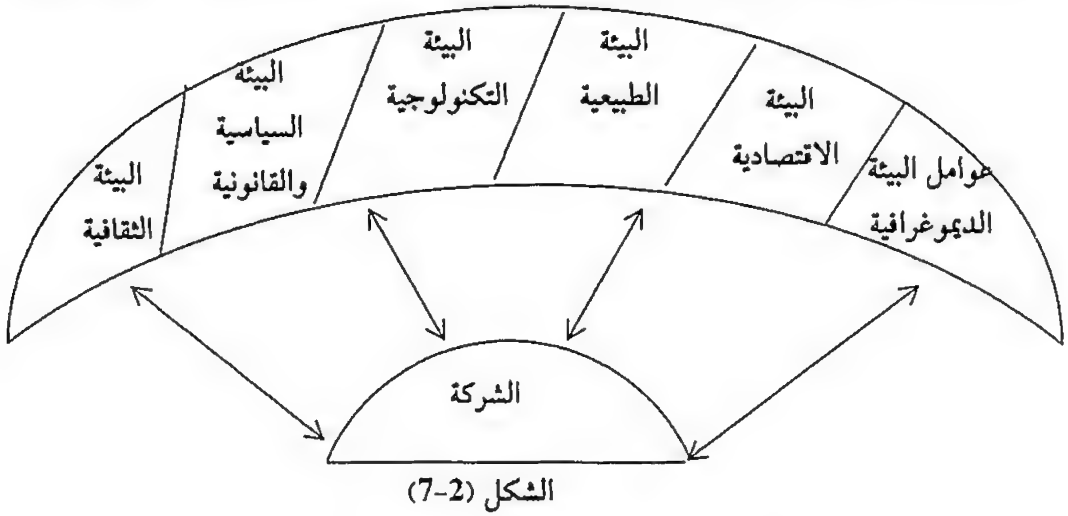 عوامل البيئة
الديموغرافية
البيئة
الاقتصادية
البيئة
الطبيعية
البيئة
التكنولوجية
البيئة
السياسية
والقانونية
البيئة
الثقافية
الشركة
الشكل (2-7)